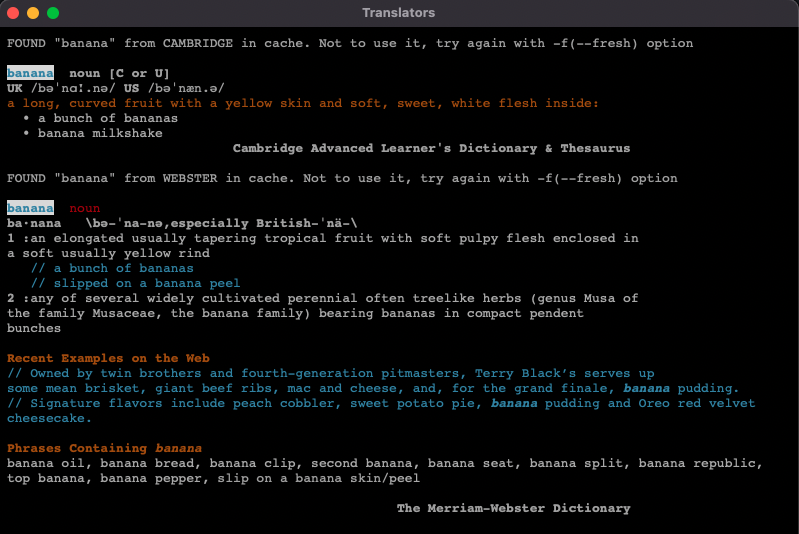 Translators
FOUND "banana" from CAMBRIDGE in cache. Not to use it, try again with -f(--fresh) option
banana  noun [C or U]
UK /bəˈnɑː.nə/ US /bəˈnæn.ə/
a long, curved fruit with a yellow skin and soft, sweet, white flesh inside:
• a bunch of bananas
• banana milkshake
Cambridge Advanced Learner's Dictionary & Thesaurus
FOUND "banana" from WEBSTER in cache. Not to use it, try again with -f(--fresh) option
banana  noun
ba·nana  \bə-ˈna-nə,especially British-ˈnä-\
1 :an elongated usually tapering tropical fruit with soft pulpy flesh enclosed in
a soft usually yellow rind
// a bunch of bananas
// slipped on a banana peel
2 :any of several widely cultivated perennial often treelike herbs (genus Musa of
the family Musaceae, the banana family) bearing bananas in compact pendent
bunches
Recent Examples on the Web
// Owned by twin brothers and fourth-generation pitmasters, Terry Black’s serves up
some mean brisket, giant beef ribs, mac and cheese, and, for the grand finale, banana pudding.
// Signature flavors include peach cobbler, sweet potato pie, banana pudding and Oreo red velvet
cheesecake.
Phrases Containing banana
banana oil, banana bread, banana clip, second banana, banana seat, banana split, banana republic,
top banana, banana pepper, slip on a banana skin/peel
The Merriam-Webster Dictionary